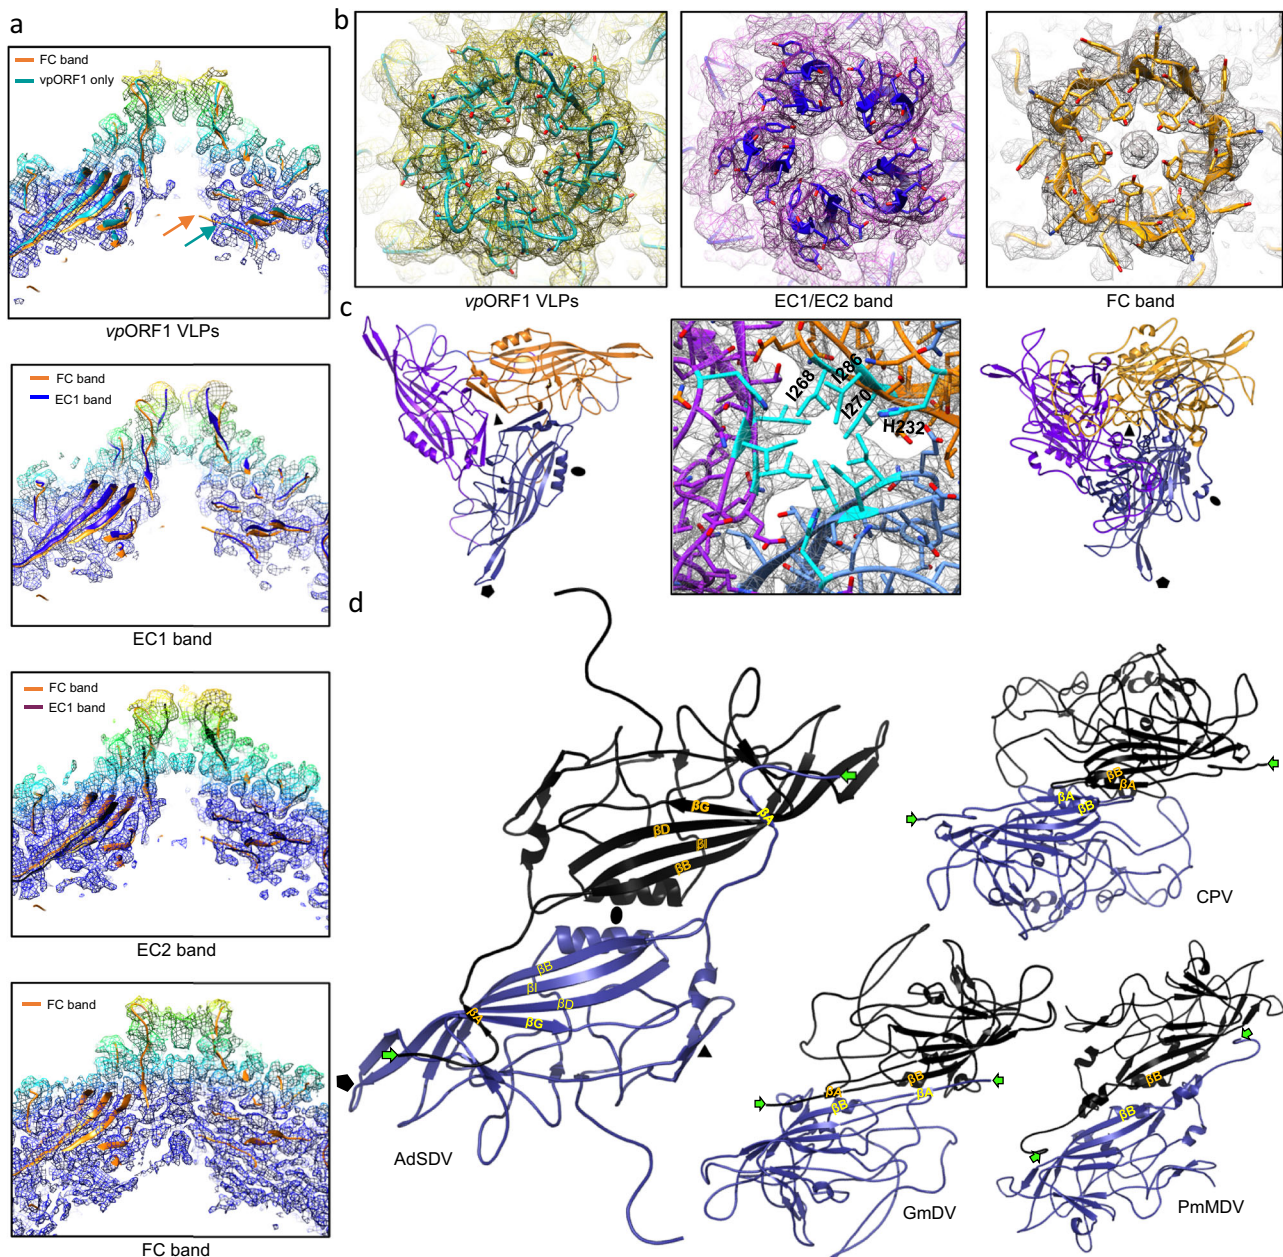 a
FC band
vpORF1 only
vpORF1 VLPs
FC band
EC1 band
EC1 band
FC band
EC1 band
EC2 band
FC band
FC band
b
vpORF1 VLPs
EC1/EC2 band
FC band
c
I268
I286
I270
H232
d
βG
βA
βD
βI
βB
βB
βI
βD
βA
βG
AdSDV
βB
βA
βA
βB
CPV
βB
βA
βA
βB
GmDV
βB
βB
PmMDV